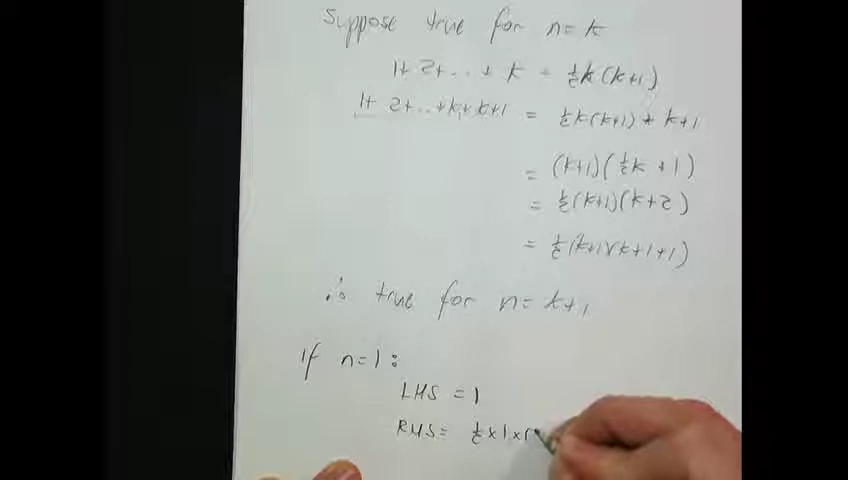 Suppose true for n=k
1+ 2+...+ k = ½k(k+1)
1+ 2+...+k+k+1 = ½k(k+1) + k+1
= (k+1)(½k +1)
= ½(k+1)(k+2)
= ½(k+1)(k+1+1)
∴ true for n=k+1
If n=1:
LHS =1
RHS= ½×1×(